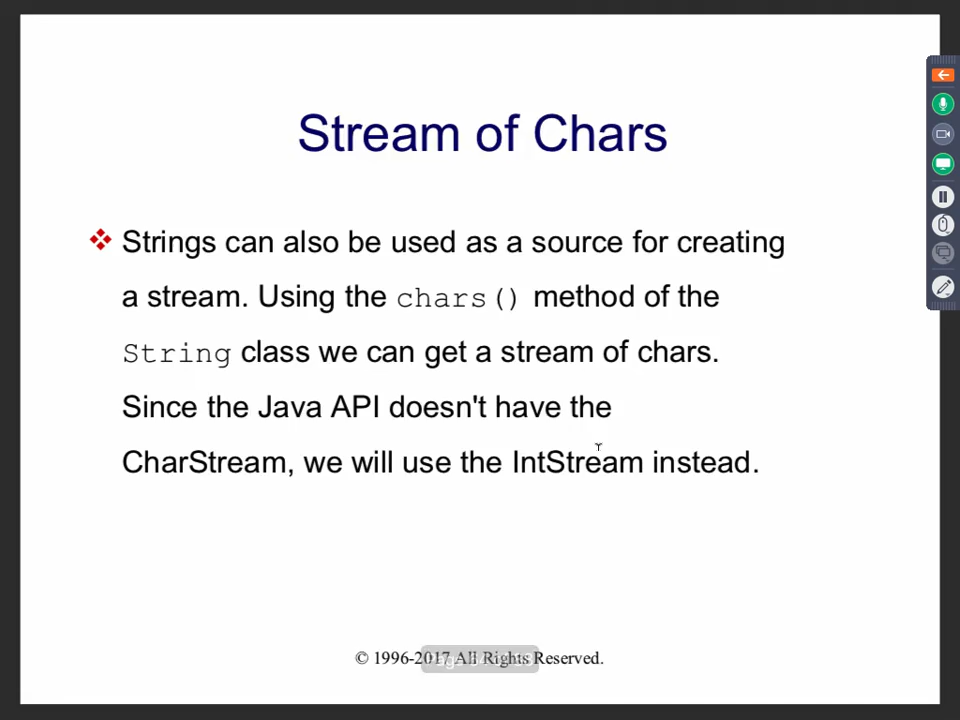 Stream of Chars
Strings can also be used as a source for creating
a stream. Using the chars() method of the
String class we can get a stream of chars.
Since the Java API doesn't have the
CharStream, we will use the IntStream instead.
© 1996-2017 All Rights Reserved.
Page